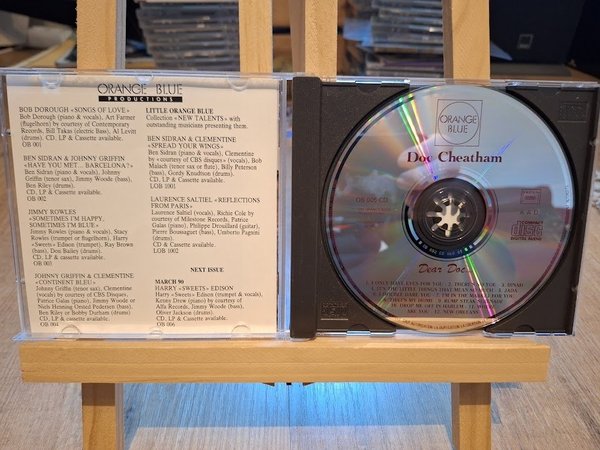 ORANGE BLUE
PRODUCTIONS
BOB DOROUGH «SONGS OF LOVE»
Bob Dorough (piano & vocals), Art Farmer
(flugelhorn) by courtesy of Contemporary
Records, Bill Takas (electric Bass), Al Levitt
(drums).
CD, LP & Cassette available.
OB 001
BEN SIDRAN & JOHNNY GRIFFIN
«HAVE YOU MET... BARCELONA?»
Ben Sidran (piano & vocals), Johnny
Griffin (tenor sax), Jimmy Woode (bass),
Ben Riley (drums).
CD, LP & Cassette available.
OB 002
JIMMY ROWLES
«SOMETIMES I'M HAPPY,
SOMETIMES I'M BLUE»
Jimmy Rowles (piano & vocals), Stacy
Rowles (trumpet & flugelhorn), Harry
«Sweets» Edison (trumpet), Ray Brown
(bass), Don Bailey (drums).
CD, LP & Cassette available.
OB 003
JOHNNY GRIFFIN & CLEMENTINE
«CONTINENT BLEU»
Johnny Griffin (tenor sax), Clementine
(vocals) by courtesy of CBS Disques,
Patrice Galas (piano), Jimmy Woode or
Niels Henning Orsted Pedersen (bass),
Ben Riley or Bobby Durham (drums).
CD, LP & Cassette available.
OB 004
LITTLE ORANGE BLUE
Collection «NEW TALENTS» with
outstanding musicians presenting them.
BEN SIDRAN & CLEMENTINE
«SPREAD YOUR WINGS»
Ben Sidran (piano & vocals), Clementine
by «courtesy of CBS disques» (vocals), Bob
Malach (tenor sax or flute), Billy Peterson
(bass), Gordy Knudtson (drums).
CD, LP & Cassette available.
LOB 1001
LAURENCE SALTIEL «REFLECTIONS
FROM PARIS»
Laurence Saltiel (vocals), Richie Cole by
courtesy of Milestone Records, Patrice
Galas (piano), Philippe Drouillard (guitar),
Pierre Boussaguet (bass), Umberto Pagnini
(drums).
CD, LP & Cassette available.
LOB 1002
NEXT ISSUE
MARCH 90
HARRY «SWEETS» EDISON
Harry «Sweets» Edison (trumpet & vocals),
Kenny Drew (piano) by courtesy of
Alfa Records, Jimmy Woode (bass),
Oliver Jackson (drums).
CD, LP & Cassette available.
OB 006
ORANGE
BLUE
Doc Cheatham
OB 005 CD
A A D
COMPACT
disc
DIGITAL AUDIO
Dear Doc
1. I ONLY HAVE EYES FOR YOU